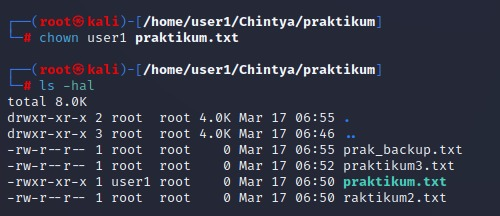 ┌──(root㉿kali)-[/home/user1/Chintya/praktikum]
└─# chown user1 praktikum.txt
┌──(root㉿kali)-[/home/user1/Chintya/praktikum]
└─# ls -hal
total 8.0K
drwxr-xr-x 2 root  root 4.0K Mar 17 06:55 .
drwxr-xr-x 3 root  root 4.0K Mar 17 06:46 ..
-rw-r--r-- 1 root  root    0 Mar 17 06:55 prak_backup.txt
-rw-r--r-- 1 root  root    0 Mar 17 06:52 praktikum3.txt
-rwxr-xr-x 1 user1 root    0 Mar 17 06:50 praktikum.txt
-rw-r--r-- 1 root  root    0 Mar 17 06:50 raktikum2.txt